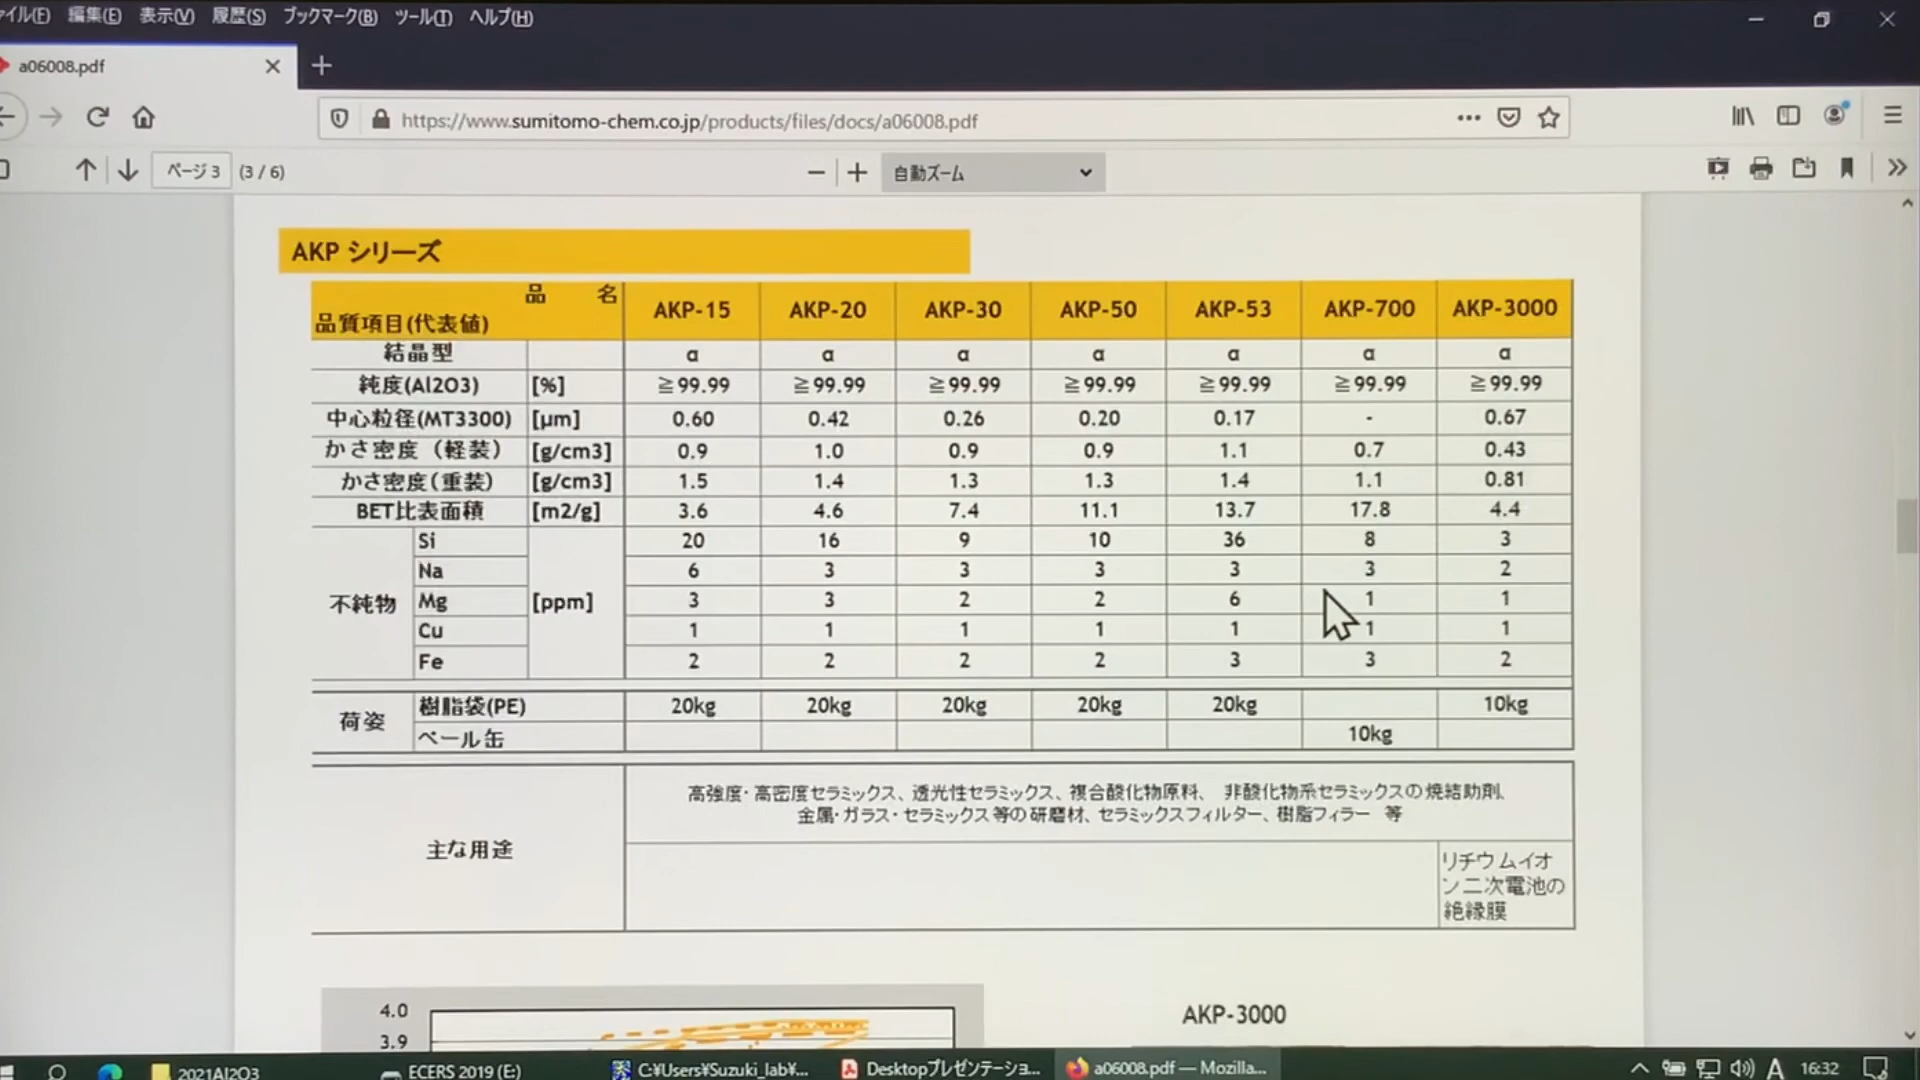 イル(F) 編集(E) 表示(V) 履歴(S) ブックマーク(B) ツール(T) ヘルプ(H)
a06008.pdf
https://www.sumitomo-chem.co.jp/products/files/docs/a06008.pdf
ページ 3 (3 / 6) 自動ズーム
AKP シリーズ
品 名
品質項目(代表値) AKP-15 AKP-20 AKP-30 AKP-50 AKP-53 AKP-700 AKP-3000
結晶型 α α α α α α α
純度(Al2O3) [%] ≧99.99 ≧99.99 ≧99.99 ≧99.99 ≧99.99 ≧99.99 ≧99.99
中心粒径(MT3300) [μm] 0.60 0.42 0.26 0.20 0.17 - 0.67
かさ密度（軽装） [g/cm3] 0.9 1.0 0.9 0.9 1.1 0.7 0.43
かさ密度(重装) [g/cm3] 1.5 1.4 1.3 1.3 1.4 1.1 0.81
BET比表面積 [m2/g] 3.6 4.6 7.4 11.1 13.7 17.8 4.4
不純物 [ppm]
Si 20 16 9 10 36 8 3
Na 6 3 3 3 3 3 2
Mg 3 3 2 2 6 1 1
Cu 1 1 1 1 1 1 1
Fe 2 2 2 2 3 3 2
荷姿
樹脂袋(PE) 20kg 20kg 20kg 20kg 20kg 10kg
ペール缶 10kg
主な用途
高強度・高密度セラミックス、透光性セラミックス、複合酸化物原料、 非酸化物系セラミックスの焼結助剤、
金属・ガラス・セラミックス等の研磨材、セラミックスフィルター、樹脂フィラー 等
リチウムイオ
ン二次電池の
絶縁膜
4.0
3.9
AKP-3000
2021Al2O3 ECERS 2019 (E:) C:¥Users¥Suzuki_lab¥... Desktopプレゼンテーショ... a06008.pdf — Mozilla... A 16:32